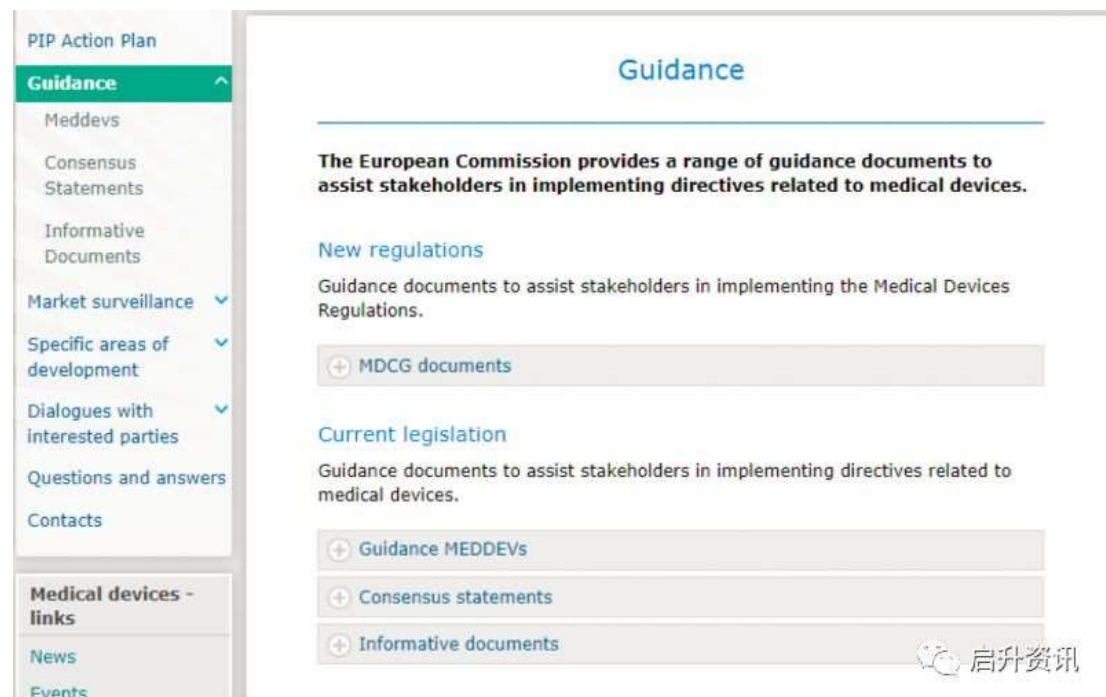 PIP Action Plan
Guidance
Meddevs
Consensus
Statements
Informative
Documents
Market surveillance
Specific areas of
development
Dialogues with
interested parties
Questions and answers
Contacts
Medical devices -
links
News
Events
Guidance
The European Commission provides a range of guidance documents to
assist stakeholders in implementing directives related to medical devices.
New regulations
Guidance documents to assist stakeholders in implementing the Medical Devices
Regulations.
MDCG documents
Current legislation
Guidance documents to assist stakeholders in implementing directives related to
medical devices.
Guidance MEDDEVs
Consensus statements
Informative documents
启升资讯